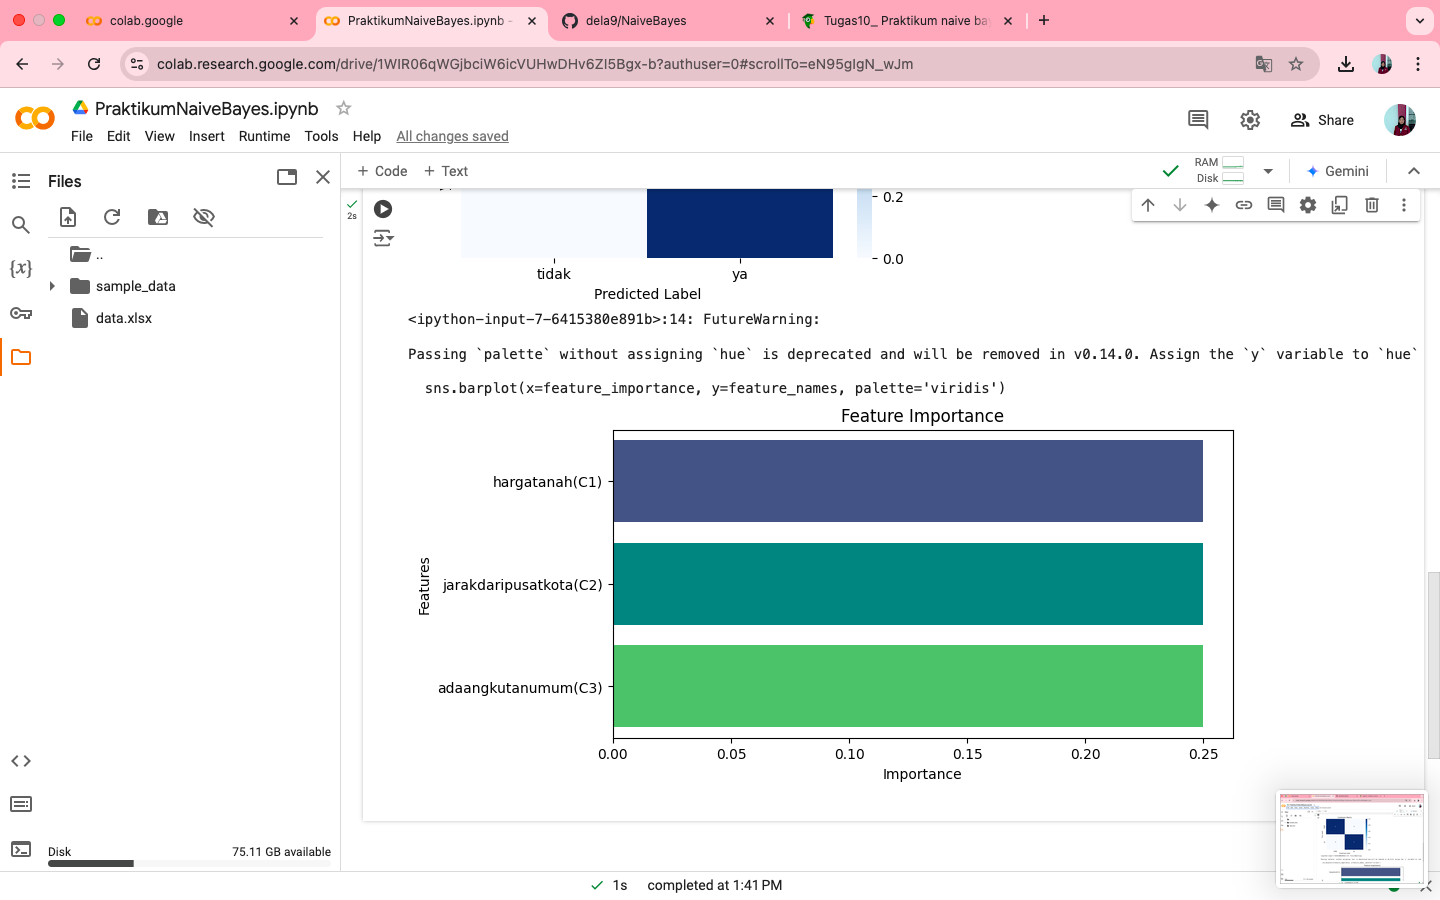 colab.google
PraktikumNaiveBayes.ipynb -
dela9/NaiveBayes
Tugas10_ Praktikum naive ba
colab.research.google.com/drive/1WIR06qWGjbciW6icVUHwDHv6ZI5Bgx-b?authuser=0#scrollTo=eN95gIgN_wJm
PraktikumNaiveBayes.ipynb
File Edit View Insert Runtime Tools Help All changes saved
Share
Files
+ Code + Text
RAM
Disk
Gemini
..
sample_data
data.xlsx
{x}
2s
0.2
0.0
tidak
ya
Predicted Label
<ipython-input-7-6415380e891b>:14: FutureWarning:
Passing `palette` without assigning `hue` is deprecated and will be removed in v0.14.0. Assign the `y` variable to `hue`
sns.barplot(x=feature_importance, y=feature_names, palette='viridis')
Feature Importance
hargatanah(C1)
jarakdaripusatkota(C2)
adaangkutanumum(C3)
Features
0.00 0.05 0.10 0.15 0.20 0.25
Importance
Disk
75.11 GB available
1s completed at 1:41 PM